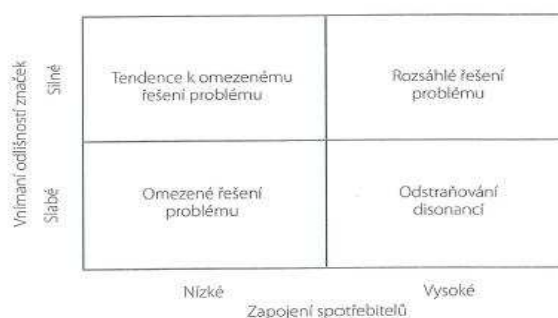 Vnímaní odlišností značek
Silné
Slabé
Tendence k omezenému
řešení problému
Rozsáhlé řešení
problému
Omezené řešení
problému
Odstraňování
disonancí
Nízké
Vysoké
Zapojení spotřebitelů